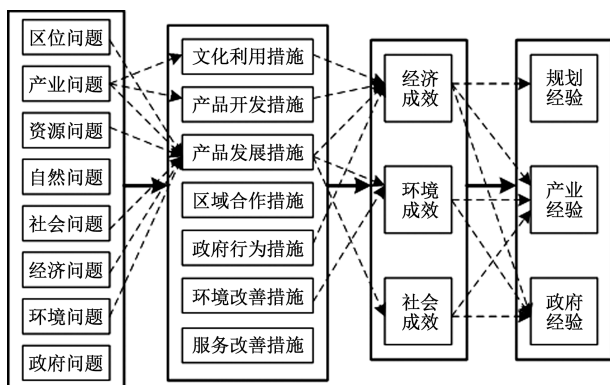 区位问题
产业问题
资源问题
自然问题
社会问题
经济问题
环境问题
政府问题
文化利用措施
产品开发措施
产品发展措施
区域合作措施
政府行为措施
环境改善措施
服务改善措施
经济
成效
环境
成效
社会
成效
规划
经验
产业
经验
政府
经验